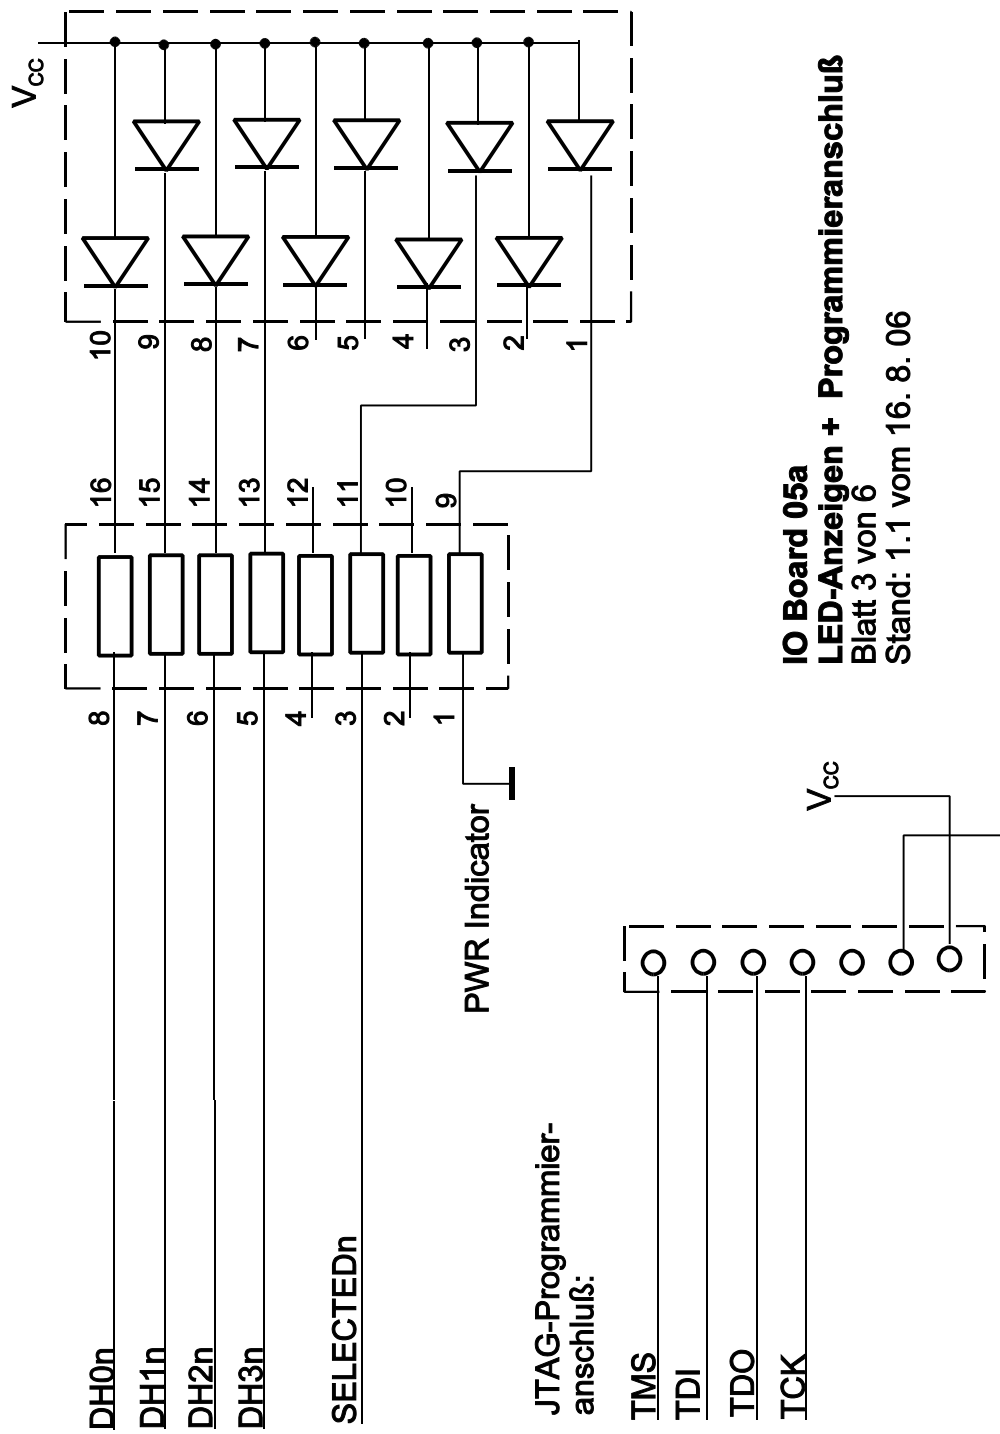 DH0n
8
16
10
V_CC
DH1n
7
15
9
DH2n
6
14
8
DH3n
5
13
7
4
12
6
SELECTEDn
3
11
5
2
10
4
1
9
3
2
1
PWR Indicator
JTAG-Programmier-
anschluß:
TMS
TDI
TDO
TCK
V_CC
IO Board 05a
LED-Anzeigen + Programmieranschluß
Blatt 3 von 6
Stand: 1.1 vom 16. 8. 06